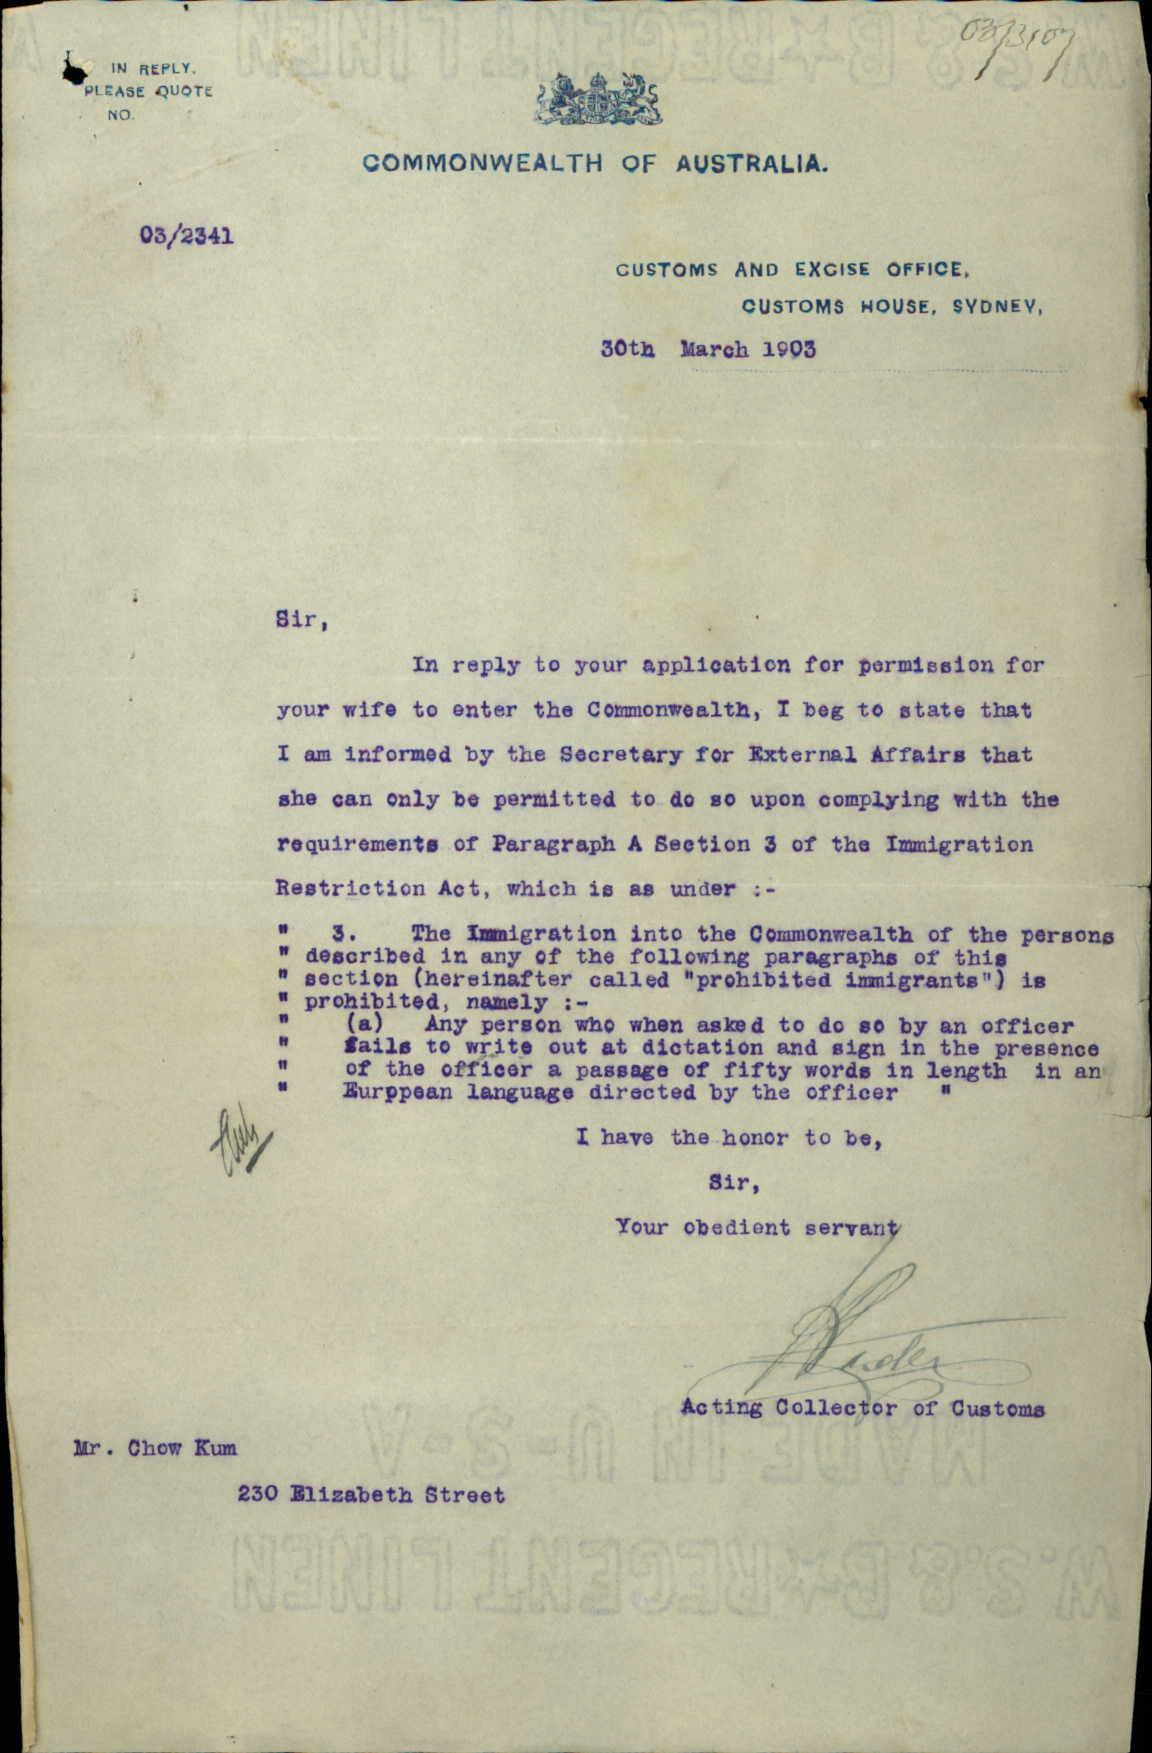 03/3107
IN REPLY.
PLEASE QUOTE
NO.
COMMONWEALTH OF AUSTRALIA.
03/2341
CUSTOMS AND EXCISE OFFICE,
CUSTOMS HOUSE, SYDNEY,
30th March 1903
Sir,
In reply to your application for permission for
your wife to enter the Commonwealth, I beg to state that
I am informed by the Secretary for External Affairs that
she can only be permitted to do so upon complying with the
requirements of Paragraph A Section 3 of the Immigration
Restriction Act, which is as under :-
" 3. The Immigration into the Commonwealth of the persons
" described in any of the following paragraphs of this
" section (hereinafter called "prohibited immigrants") is
" prohibited, namely :-
" (a) Any person who when asked to do so by an officer
" fails to write out at dictation and sign in the presence
" of the officer a passage of fifty words in length in an
" Eurppean language directed by the officer "
I have the honor to be,
Sir,
Your obedient servant
Acting Collector of Customs
MADE IN U-S-A
Mr. Chow Kum
230 Elizabeth Street
W.S.& B REGENT LINEN